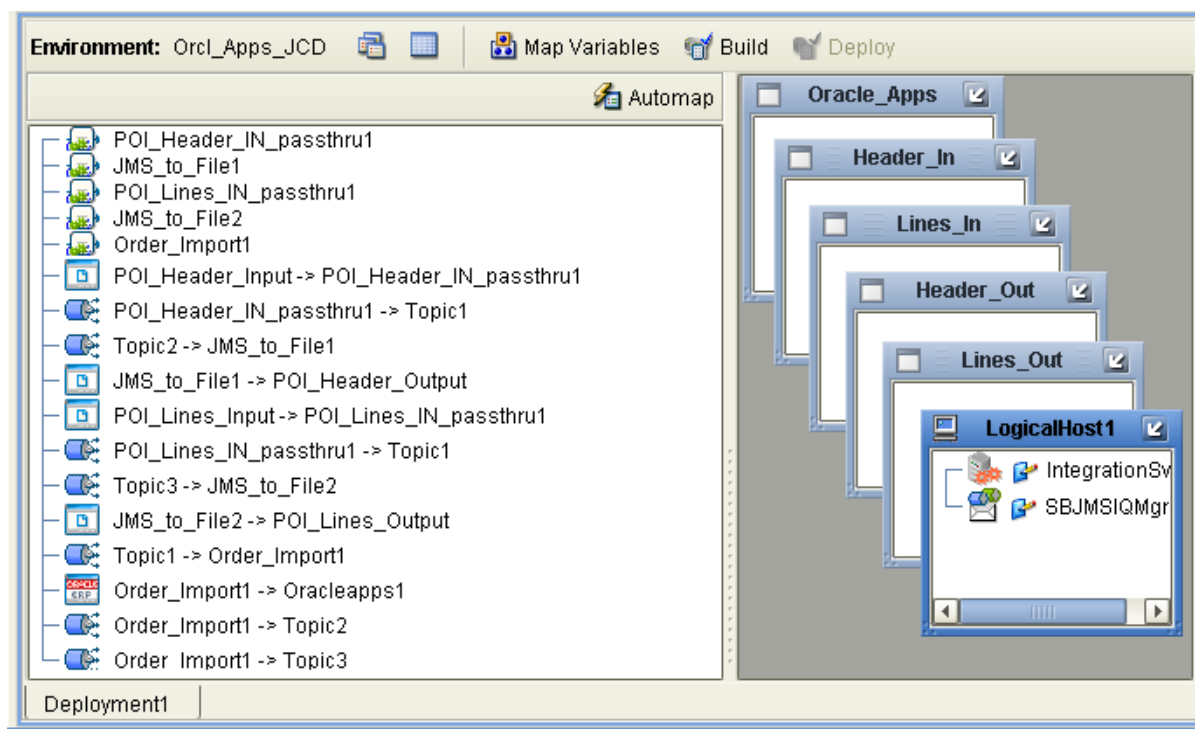 Environment: Orcl_Apps_JCD Map Variables Build Deploy
Automap
POI_Header_IN_passthru1
JMS_to_File1
POI_Lines_IN_passthru1
JMS_to_File2
Order_Import1
POI_Header_Input -> POI_Header_IN_passthru1
POI_Header_IN_passthru1 -> Topic1
Topic2 -> JMS_to_File1
JMS_to_File1 -> POI_Header_Output
POI_Lines_Input -> POI_Lines_IN_passthru1
POI_Lines_IN_passthru1 -> Topic1
Topic3 -> JMS_to_File2
JMS_to_File2 -> POI_Lines_Output
Topic1 -> Order_Import1
ORACLE
ERP
Order_Import1 -> Oracleapps1
Order_Import1 -> Topic2
Order_Import1 -> Topic3
Oracle_Apps
Header_In
Lines_In
Header_Out
Lines_Out
LogicalHost1
IntegrationSv
SBJMSIQMgr
Deployment1